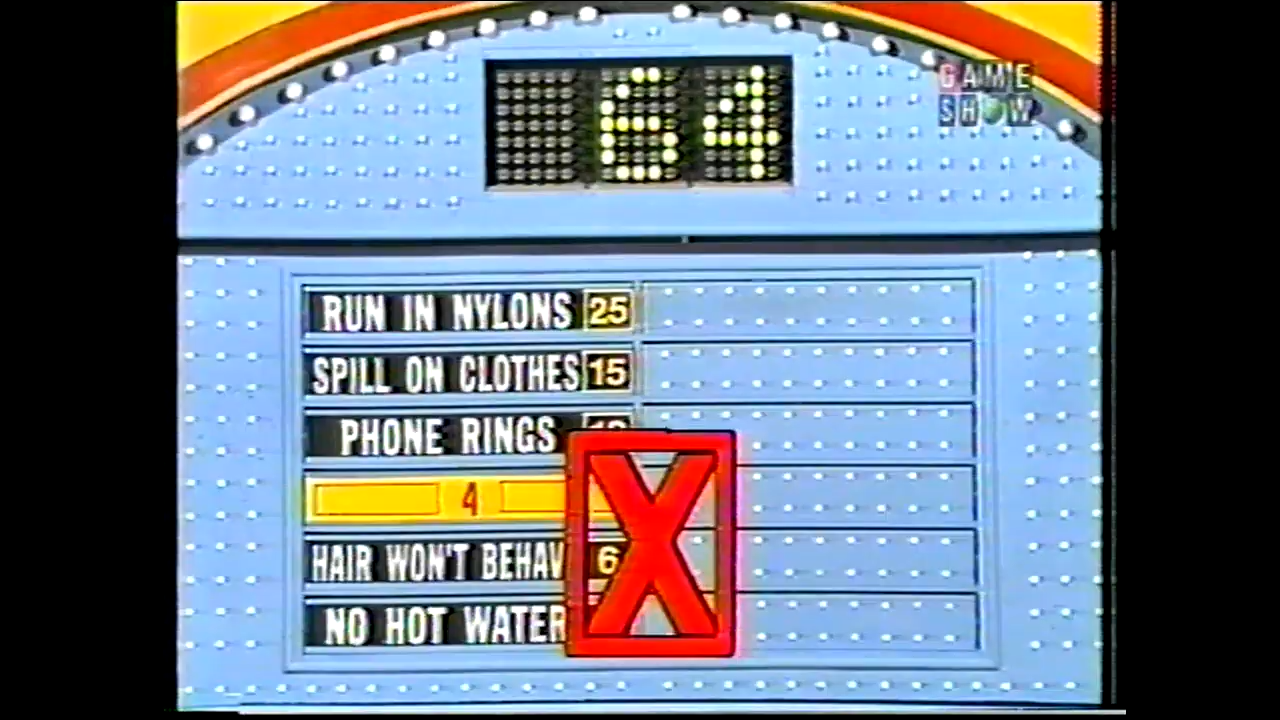 64
GAME
SHOW
RUN IN NYLONS 25
SPILL ON CLOTHES 15
PHONE RINGS
4
HAIR WON'T BEHAV 6
NO HOT WATER
X